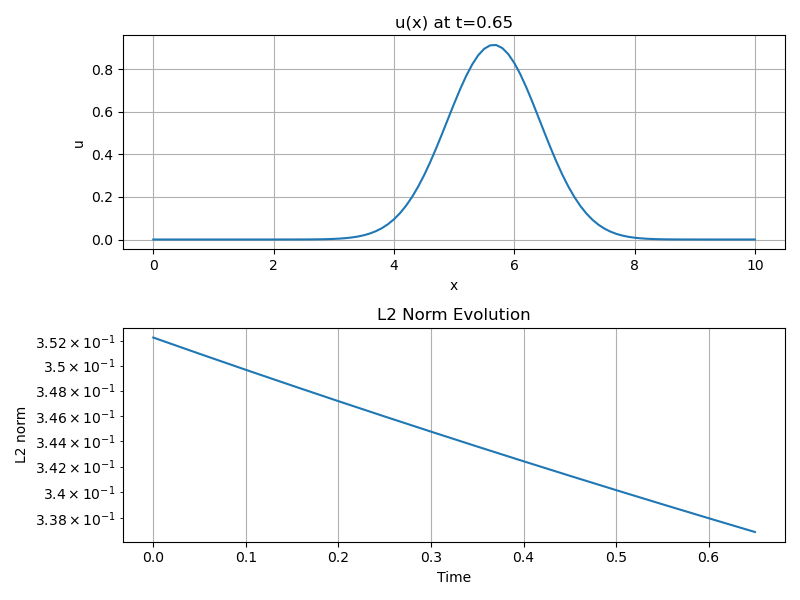 u(x) at t=0.65
0.8
0.6
0.4
0.2
0.0
u
0 2 4 6 8 10
x
L2 Norm Evolution
3.52×10⁻¹
3.5×10⁻¹
3.48×10⁻¹
3.46×10⁻¹
3.44×10⁻¹
3.42×10⁻¹
3.4×10⁻¹
3.38×10⁻¹
L2 norm
0.0 0.1 0.2 0.3 0.4 0.5 0.6
Time